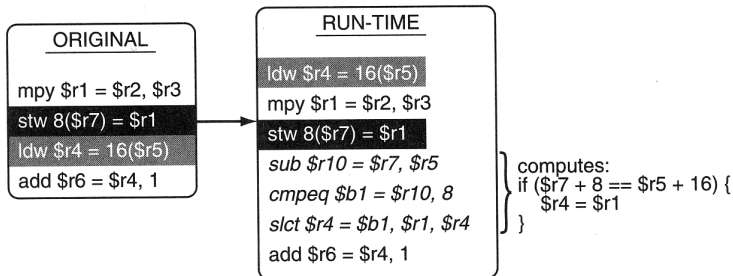 ORIGINAL
mpy $r1 = $r2, $r3
stw 8($r7) = $r1
ldw $r4 = 16($r5)
add $r6 = $r4, 1
RUN-TIME
ldw $r4 = 16($r5)
mpy $r1 = $r2, $r3
stw 8($r7) = $r1
sub $r10 = $r7, $r5
cmpeq $b1 = $r10, 8
slct $r4 = $b1, $r1, $r4
add $r6 = $r4, 1
computes:
if ($r7 + 8 == $r5 + 16) {
$r4 = $r1
}